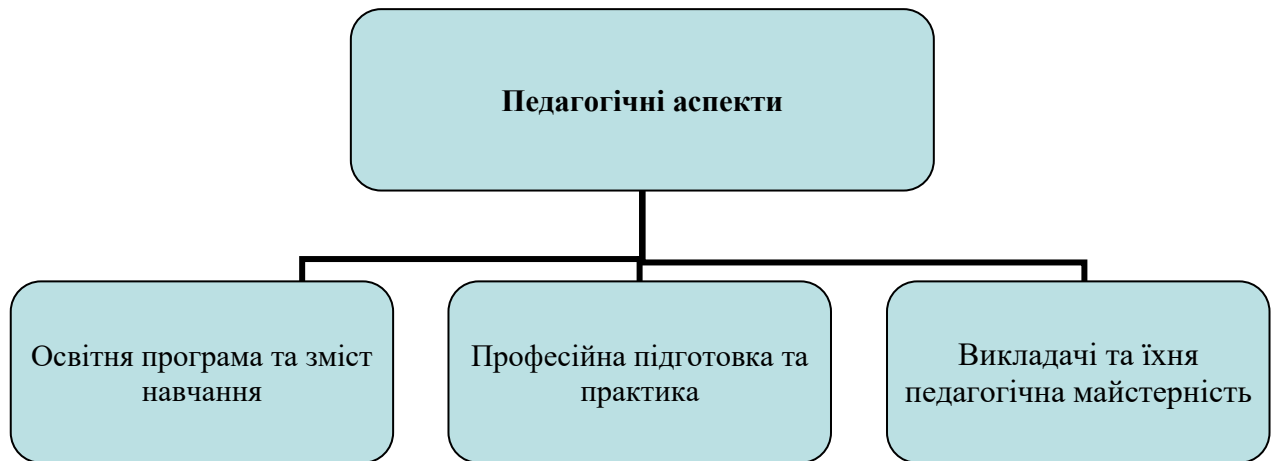 Педагогічні аспекти
Освітня програма та зміст
навчання
Професійна підготовка та
практика
Викладачі та їхня
педагогічна майстерність